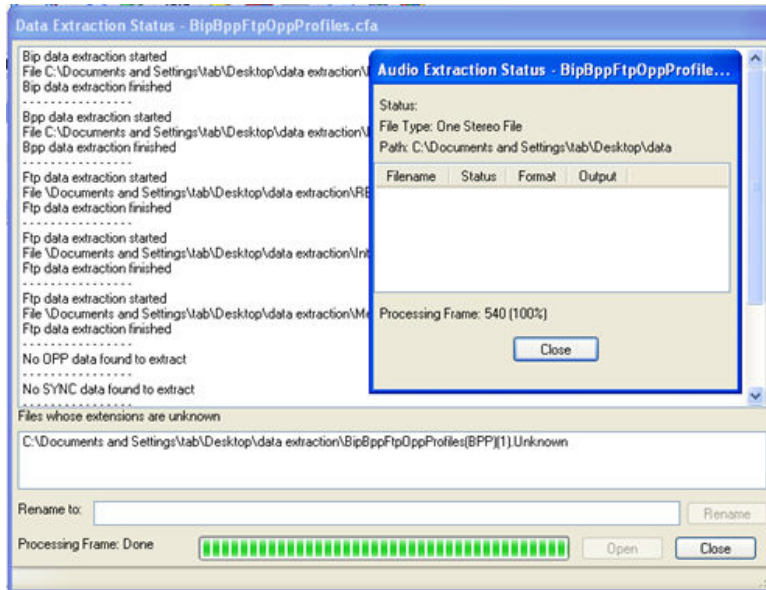 Data Extraction Status - BipBppFtpOppProfiles.cfa
Bip data extraction started
File C:\Documents and Settings\tab\Desktop\data extraction\
Bip data extraction finished
- - - - - - - - - - - - - - - -
Bpp data extraction started
File C:\Documents and Settings\tab\Desktop\data extraction\
Bpp data extraction finished
- - - - - - - - - - - - - - - -
Ftp data extraction started
File \Documents and Settings\tab\Desktop\data extraction\RE
Ftp data extraction finished
- - - - - - - - - - - - - - - -
Ftp data extraction started
File \Documents and Settings\tab\Desktop\data extraction\Int
Ftp data extraction finished
- - - - - - - - - - - - - - - -
Ftp data extraction started
File \Documents and Settings\tab\Desktop\data extraction\Me
Ftp data extraction finished
- - - - - - - - - - - - - - - -
No OPP data found to extract
- - - - - - - - - - - - - - - -
No SYNC data found to extract
- - - - - - - - - - - - - - - -
Audio Extraction Status - BipBppFtpOppProfile...
Status:
File Type: One Stereo File
Path: C:\Documents and Settings\tab\Desktop\data
Filename Status Format Output
Processing Frame: 540 (100%)
Close
Files whose extensions are unknown
C:\Documents and Settings\tab\Desktop\data extraction\BipBppFtpOppProfiles(BPP)(1).Unknown
Rename to: Rename
Processing Frame: Done Open Close